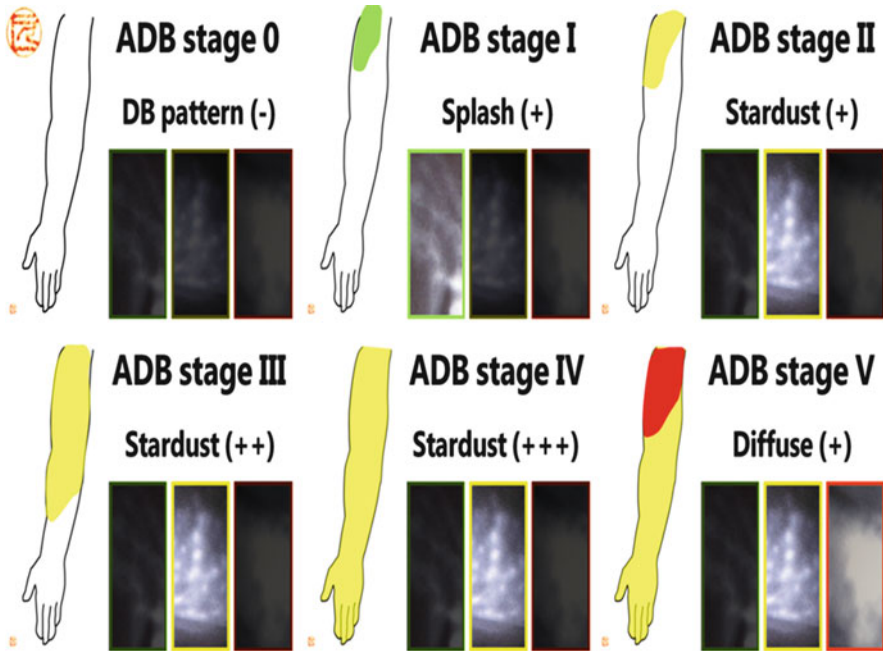 ADB stage 0
DB pattern (-)
ADB stage I
Splash (+)
ADB stage II
Stardust (+)
ADB stage III
Stardust (++)
ADB stage IV
Stardust (+++)
ADB stage V
Diffuse (+)